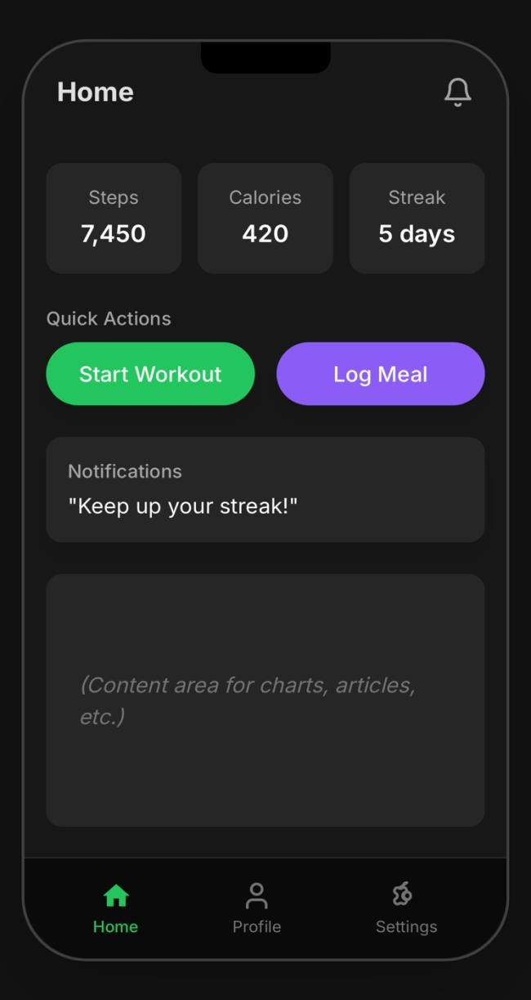 Home
Steps
7,450
Calories
420
Streak
5 days
Quick Actions
Start Workout
Log Meal
Notifications
"Keep up your streak!"
(Content area for charts, articles,
etc.)
Home
Profile
Settings